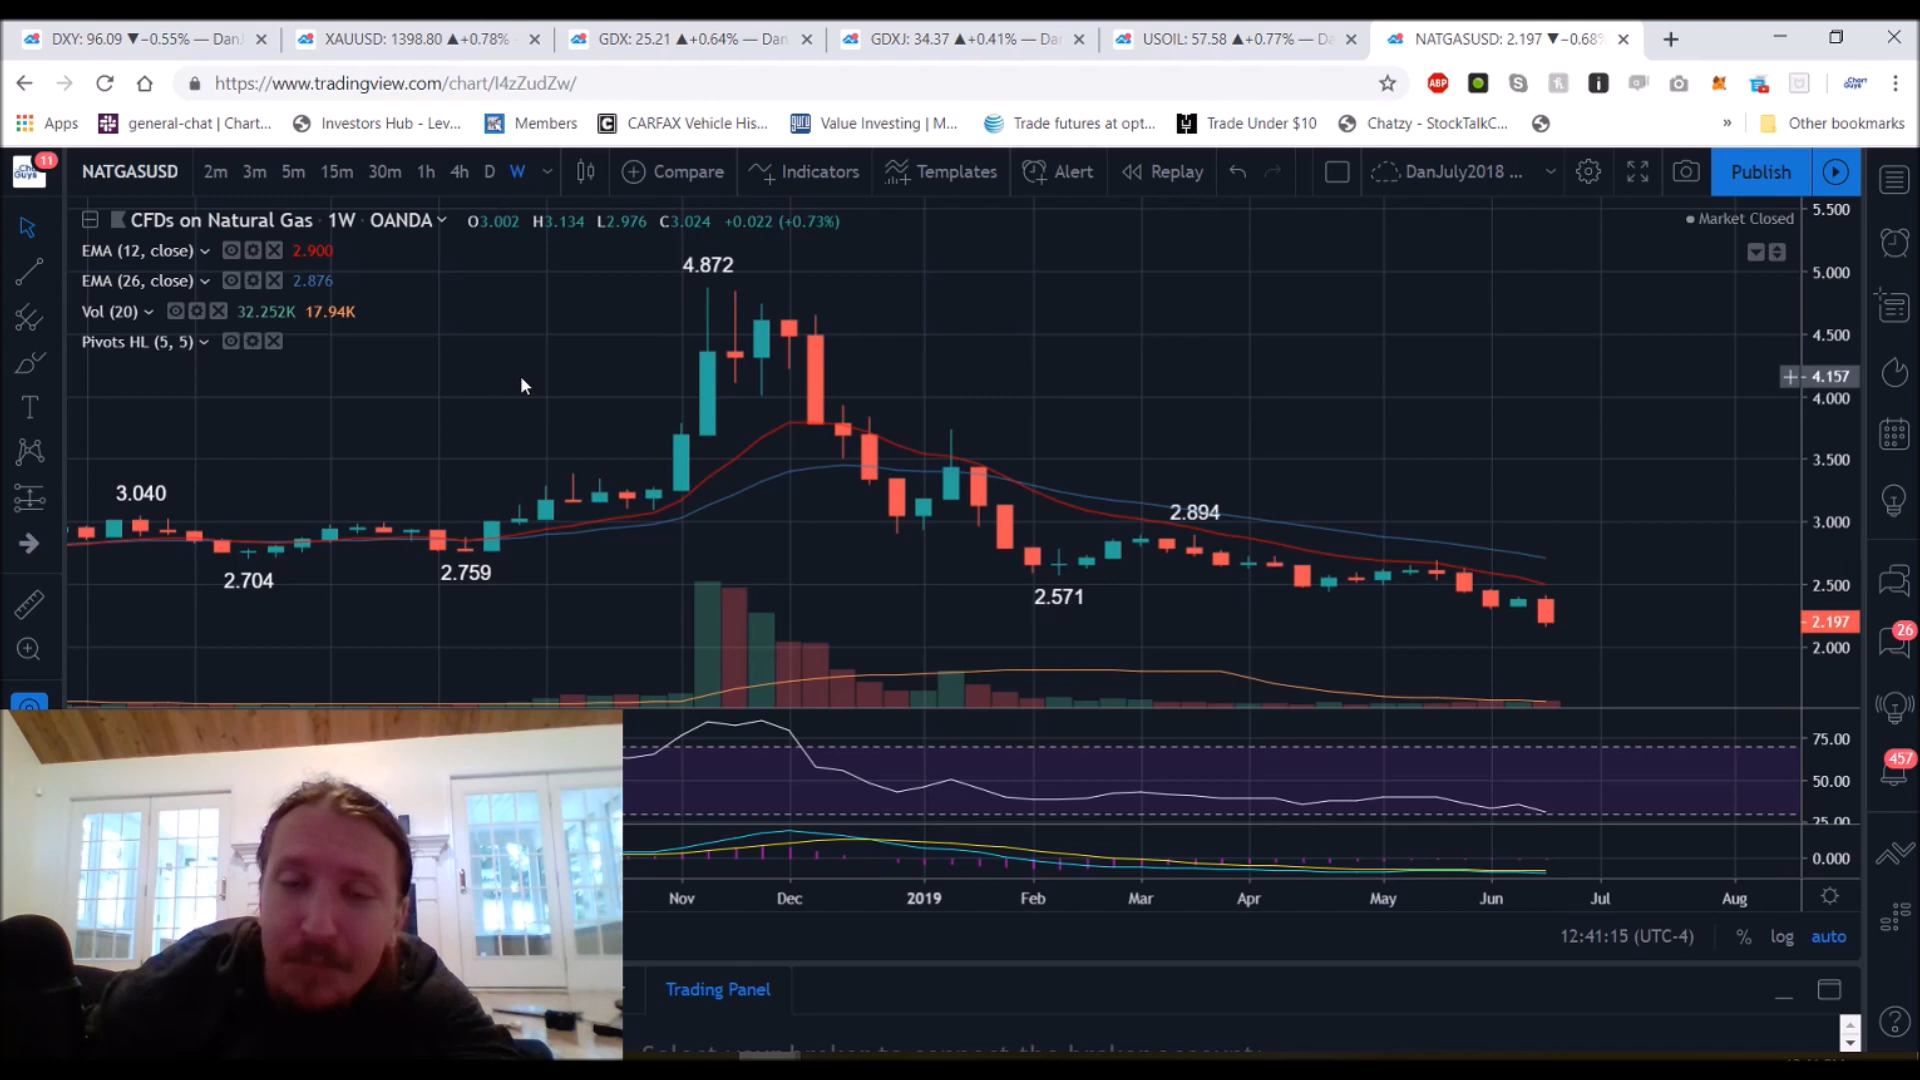 DXY: 96.09 ▼−0.55% — DanJ
XAUUSD: 1398.80 ▲+0.78%
GDX: 25.21 ▲+0.64% — Dan
GDXJ: 34.37 ▲+0.41% — Dar
USOIL: 57.58 ▲+0.77% — Da
NATGASUSD: 2.197 ▼−0.68%
https://www.tradingview.com/chart/I4zZudZw/
Apps
general-chat | Chart...
Investors Hub - Lev...
Members
CARFAX Vehicle His...
Value Investing | M...
Trade futures at opt...
Trade Under $10
Chatzy - StockTalkC...
» Other bookmarks
11
NATGASUSD 2m 3m 5m 15m 30m 1h 4h D W
Compare
Indicators
Templates
Alert
Replay
DanJuly2018 ...
Publish
CFDs on Natural Gas · 1W · OANDA O3.002 H3.134 L2.976 C3.024 +0.022 (+0.73%)
Market Closed
EMA (12, close) 2.900
EMA (26, close) 2.876
Vol (20) 32.252K 17.94K
Pivots HL (5, 5)
4.872
3.040
2.704
2.759
2.571
2.894
5.500
5.000
4.500
4.157
4.000
3.500
3.000
2.500
2.197
2.000
75.00
50.00
25.00
0.000
26
457
Nov Dec 2019 Feb Mar Apr May Jun Jul Aug
12:41:15 (UTC-4) % log auto
Trading Panel